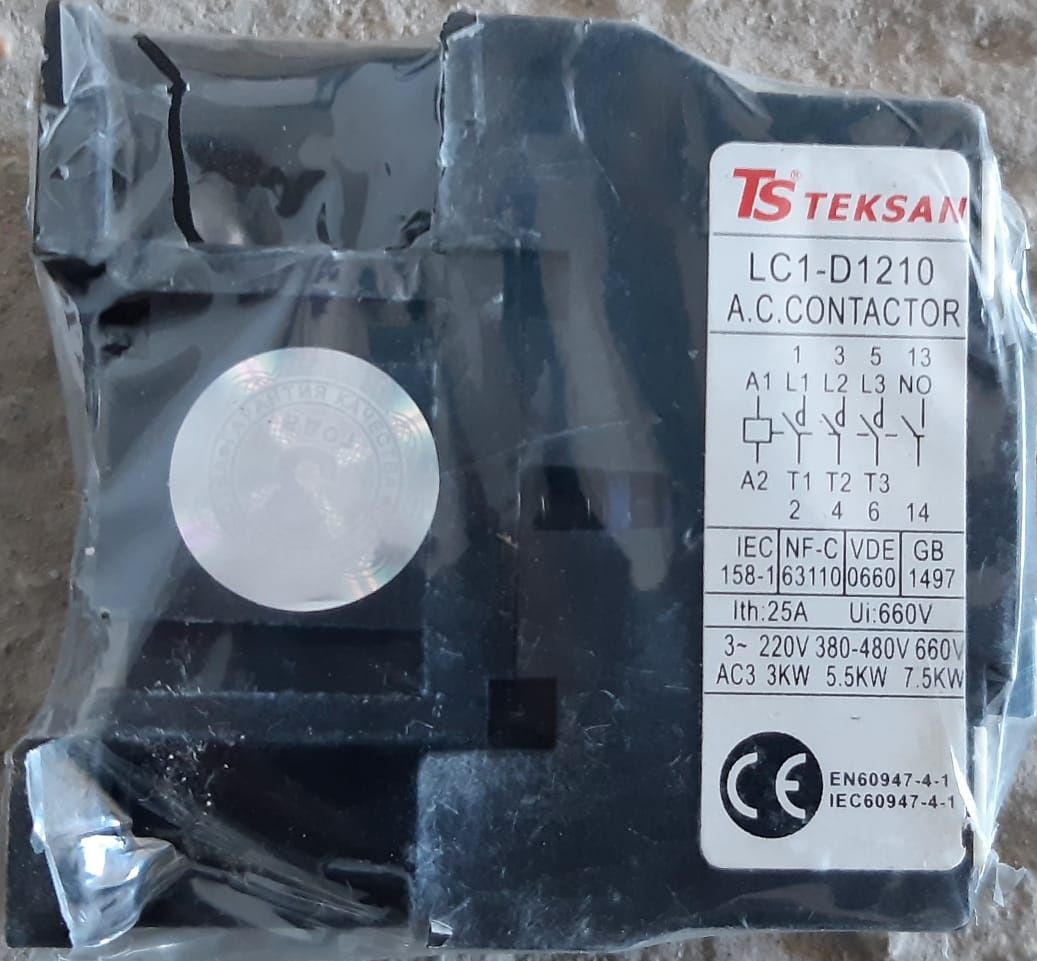 TS® TEKSAN
LC1-D1210
A.C.CONTACTOR
1 3 5 13
A1 L1 L2 L3 NO
A2 T1 T2 T3
2 4 6 14
IEC NF-C VDE GB
158-1 63110 0660 1497
Ith:25A Ui:660V
3~ 220V 380-480V 660V
AC3 3KW 5.5KW 7.5KW
CE EN60947-4-1
IEC60947-4-1